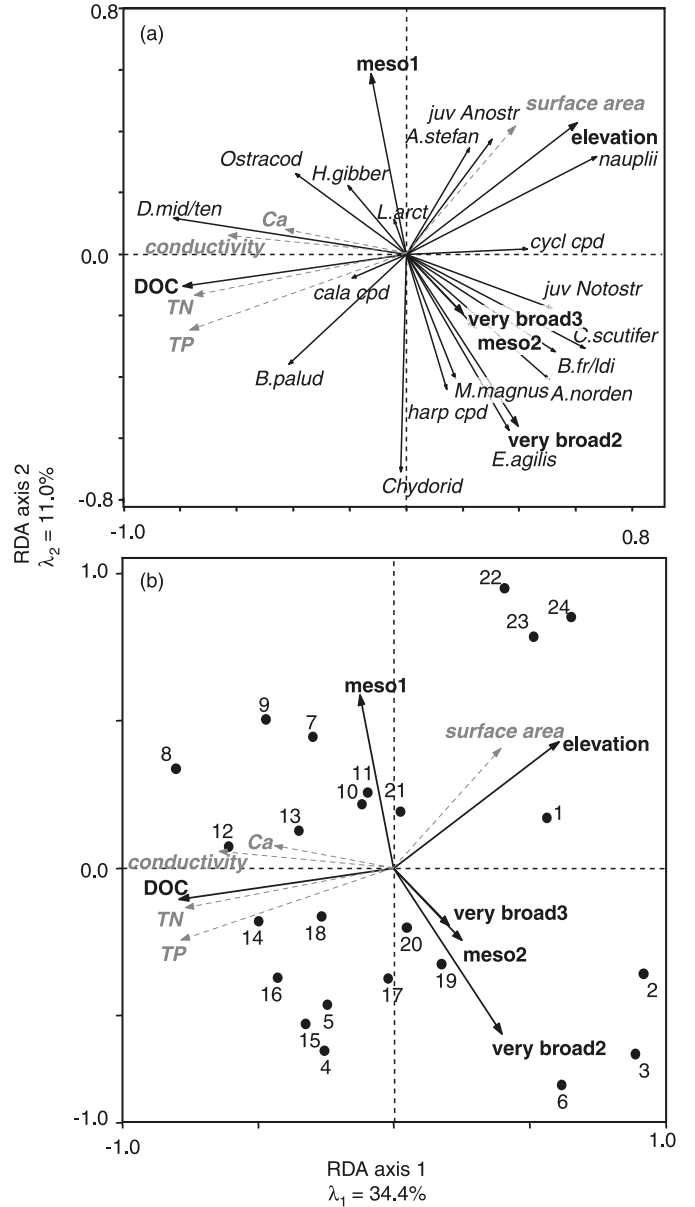 0.8
(a)
meso1
surface area
juv Anostr
A.stefan
elevation
nauplii
Ostracod
H.gibber
D.mid/ten
L.arct
Ca
conductivity
cycl cpd
0.0
DOC
cala cpd
juv Notostr
TN
very broad3
C.scutifer
TP
meso2
B.fr/ldi
B.palud
M.magnus
A.norden
harp cpd
very broad2
E.agilis
Chydorid
-0.8
-1.0
0.8
RDA axis 2
λ2 = 11.0%
1.0
(b)
22
24
23
meso1
9
7
surface area
elevation
8
11
10
21
1
13
12
Ca
conductivity
0.0
DOC
TN
very broad3
14
18
20
TP
meso2
19
16
17
2
5
15
very broad2
4
3
6
-1.0
-1.0
1.0
RDA axis 1
λ1 = 34.4%